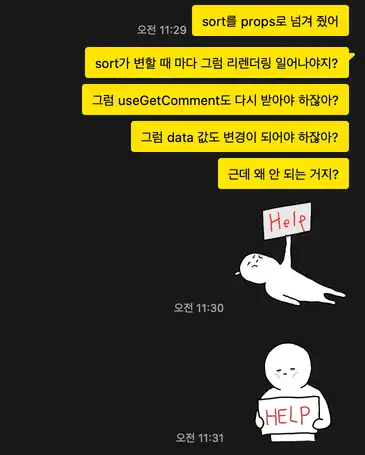 sort를 props로 넘겨 줬어
오전 11:29
sort가 변할 때 마다 그럼 리렌더링 일어나야지?
그럼 useGetComment도 다시 받아야 하잖아?
그럼 data 값도 변경이 되어야 하잖아?
근데 왜 안 되는 거지?
Help
오전 11:30
HELP
오전 11:31